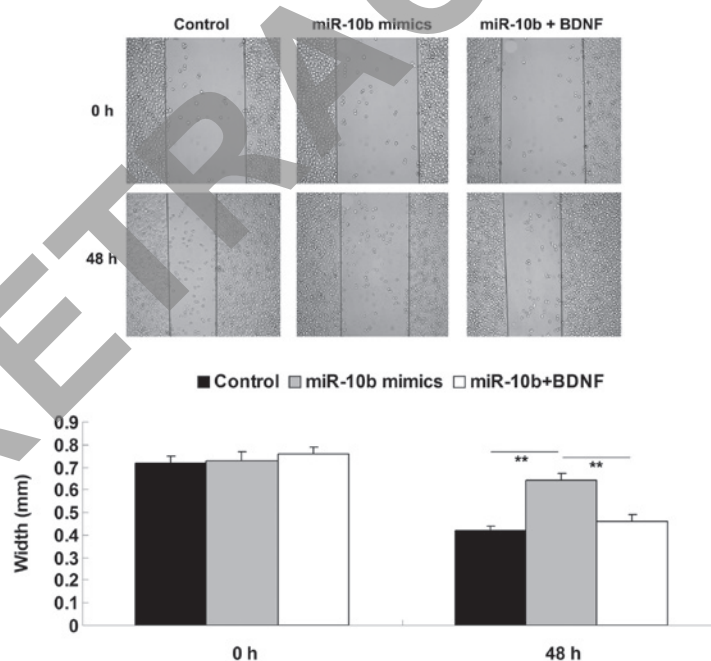 Control miR-10b mimics miR-10b + BDNF
0 h
48 h
Control miR-10b mimics miR-10b+BDNF
0.9
0.8
0.7
0.6
0.5
0.4
0.3
0.2
0.1
0
Width (mm)
** **
0 h 48 h